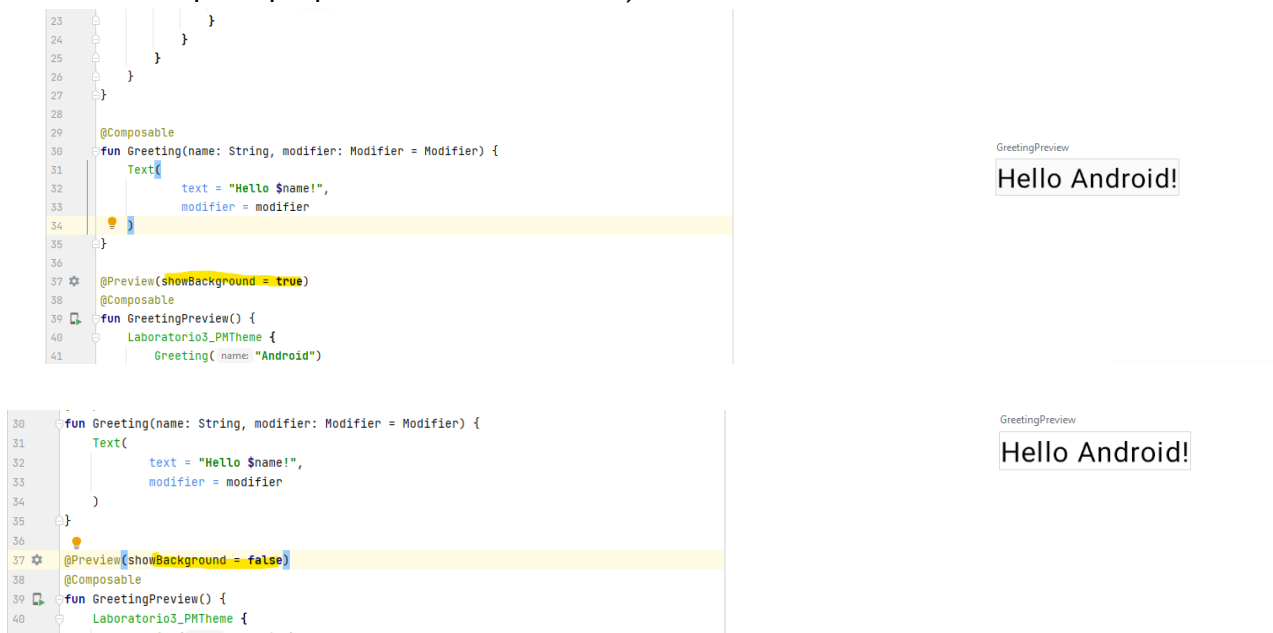 23 }
24 }
25 }
26 }
27 }
28
29 @Composable
30 fun Greeting(name: String, modifier: Modifier = Modifier) {
31 Text(
32 text = "Hello $name!",
33 modifier = modifier
34 )
35 }
36
37 @Preview(showBackground = true)
38 @Composable
39 fun GreetingPreview() {
40 Laboratorio3_PMTheme {
41 Greeting( name: "Android")
GreetingPreview
Hello Android!
30 fun Greeting(name: String, modifier: Modifier = Modifier) {
31 Text(
32 text = "Hello $name!",
33 modifier = modifier
34 )
35 }
36
37 @Preview(showBackground = false)
38 @Composable
39 fun GreetingPreview() {
40 Laboratorio3_PMTheme {
GreetingPreview
Hello Android!